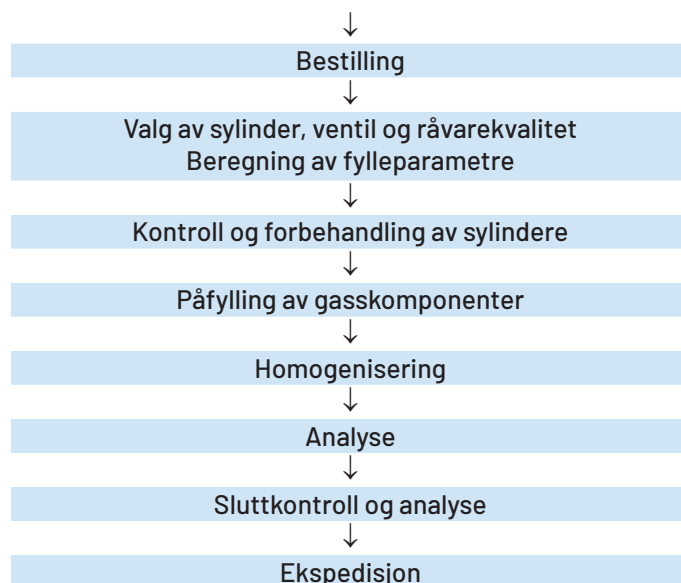 Bestilling
Valg av sylinder, ventil og råvarekvalitet
Beregning av fylleparametre
Kontroll og forbehandling av sylindere
Påfylling av gasskomponenter
Homogenisering
Analyse
Sluttkontroll og analyse
Ekspedisjon